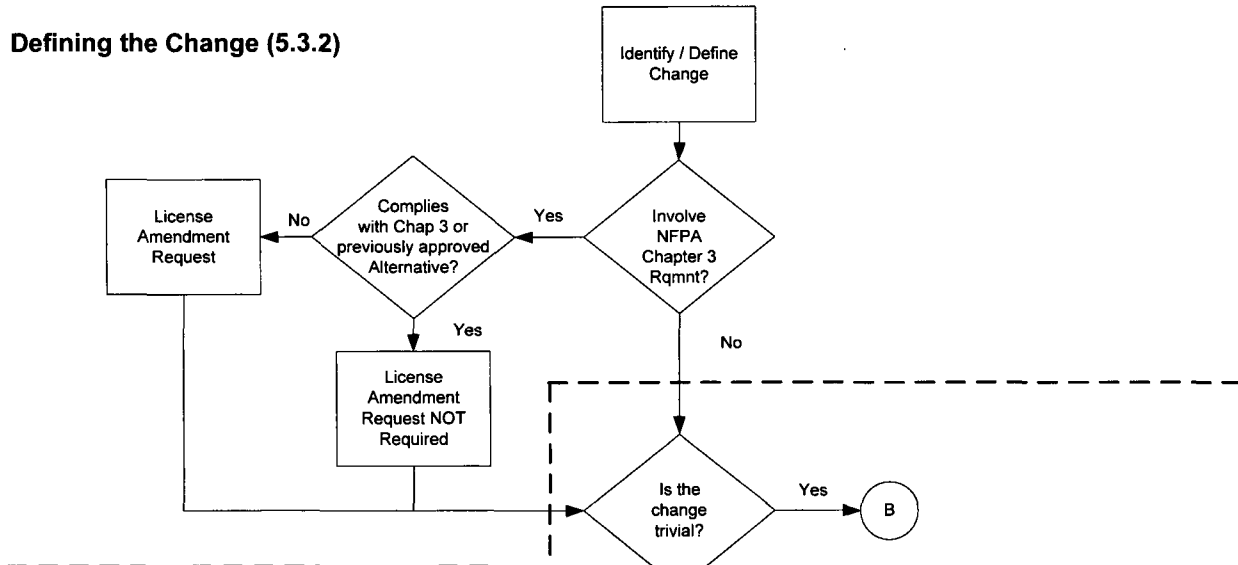 Defining the Change (5.3.2)
Identify / Define
Change
Involve
NFPA
Chapter 3
Rqmnt?
Yes
Complies
with Chap 3 or
previously approved
Alternative?
No
License
Amendment
Request
Yes
License
Amendment
Request NOT
Required
No
Is the
change
trivial?
Yes
B